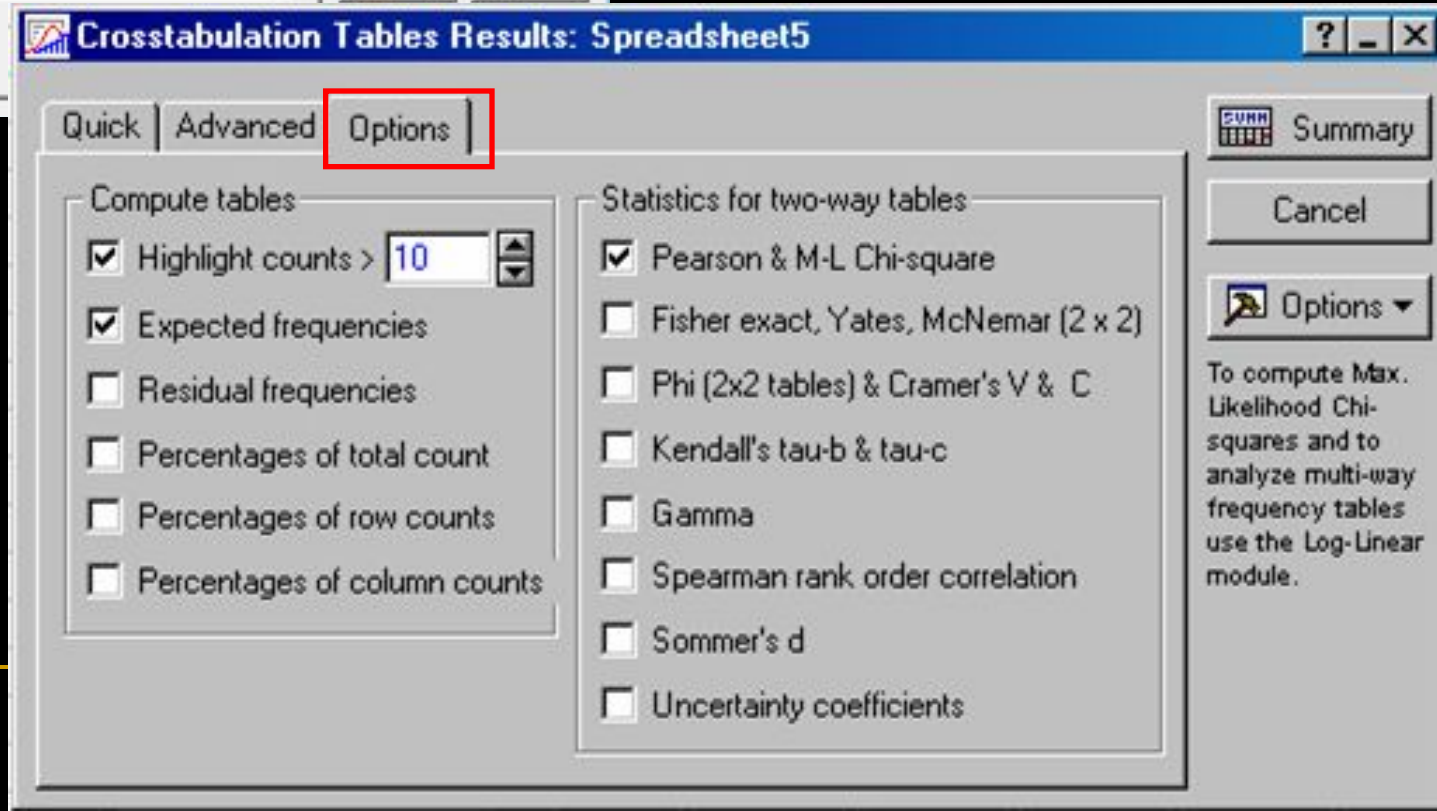 Crosstabulation Tables Results: Spreadsheet5
Quick
Advanced
Options
Compute tables
Highlight counts > 10
Expected frequencies
Residual frequencies
Percentages of total count
Percentages of row counts
Percentages of column counts
Statistics for two-way tables
Pearson & M-L Chi-square
Fisher exact, Yates, McNemar (2 x 2)
Phi (2x2 tables) & Cramer's V & C
Kendall's tau-b & tau-c
Gamma
Spearman rank order correlation
Sommer's d
Uncertainty coefficients
SUMM
Summary
Cancel
Options
To compute Max.
Likelihood Chi-
squares and to
analyze multi-way
frequency tables
use the Log-Linear
module.